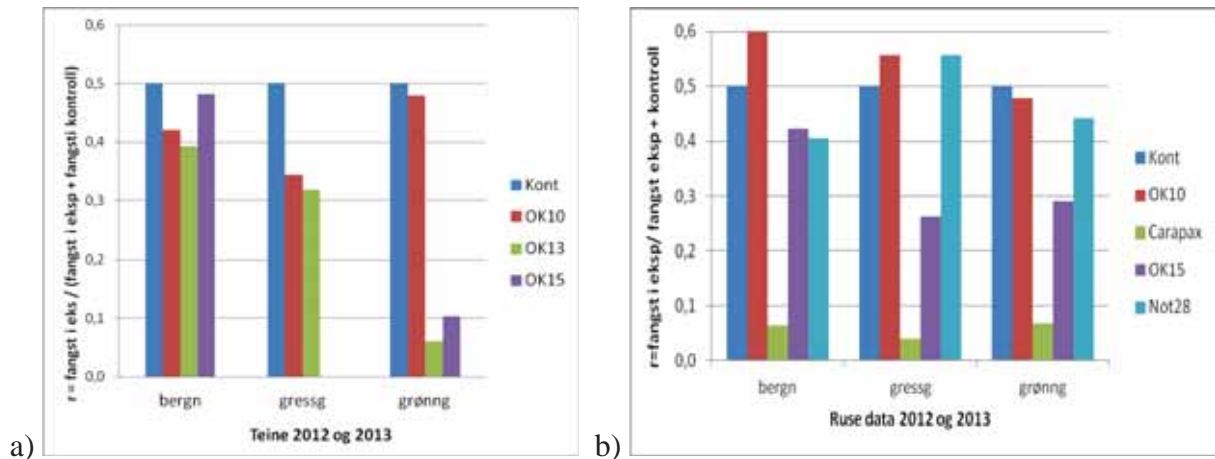 a)
r = fangst i eks / (fangst i eksp + fangsti kontroll)
0,6
0,5
0,4
0,3
0,2
0,1
0,0
bergn gressg grønng
Teine 2012 og 2013
Kont
OK10
OK13
OK15
b)
r=fangst i eksp/ fangst eksp + kontroll)
0,6
0,5
0,4
0,3
0,2
0,1
0,0
bergn gressg grønng
Ruse data 2012 og 2013
Kont
OK10
Carapax
OK15
Not28